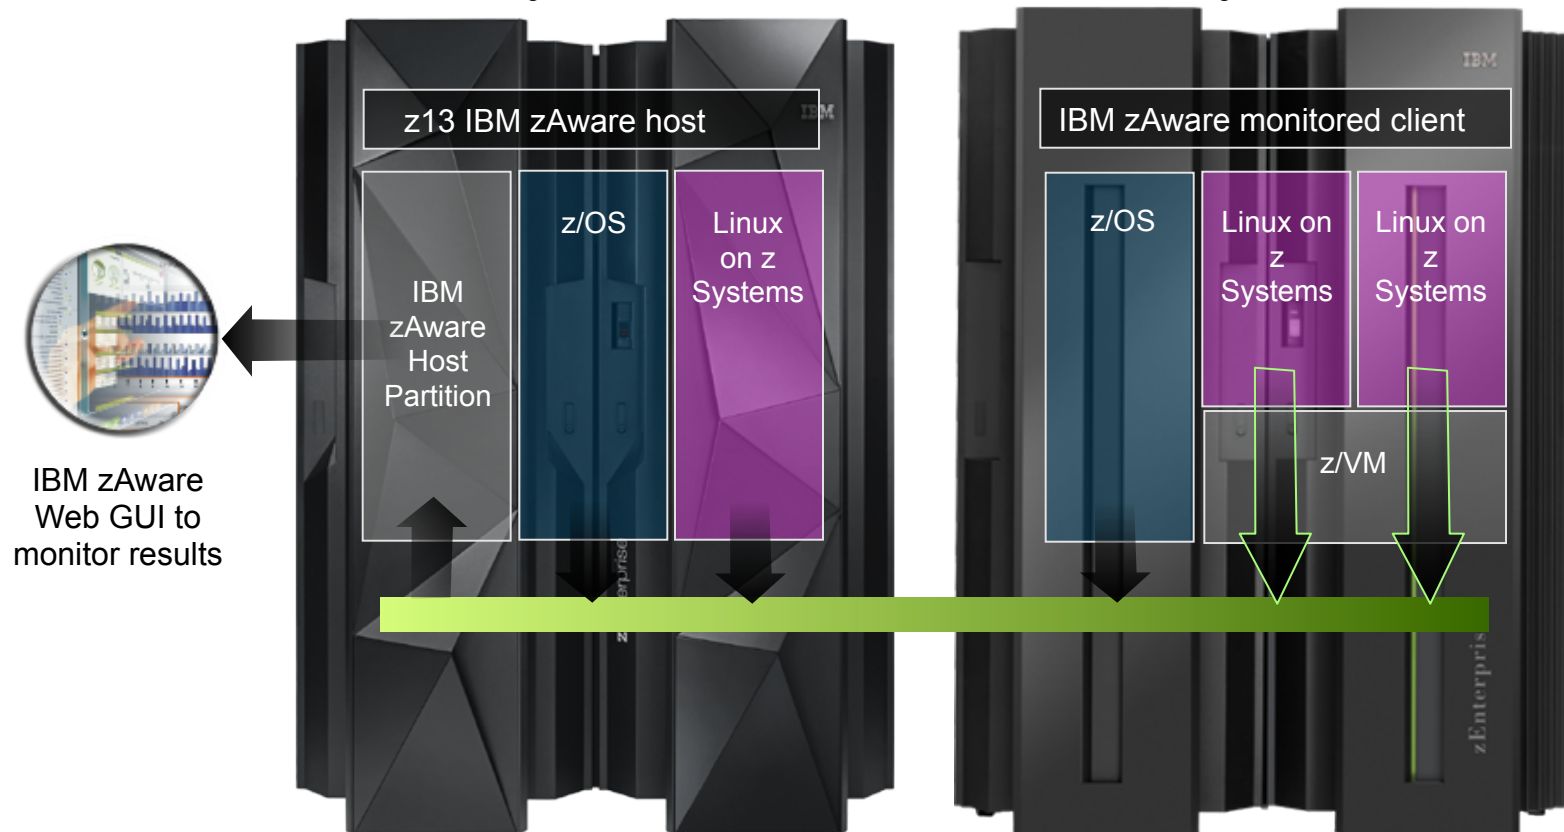 z13 IBM zAware host
IBM
IBM
zAware
Host
Partition
z/OS
Linux
on z
Systems
IBM zAware
Web GUI to
monitor results
IBM
IBM zAware monitored client
z/OS
Linux on
z
Systems
Linux on
z
Systems
z/VM
zEnterprise